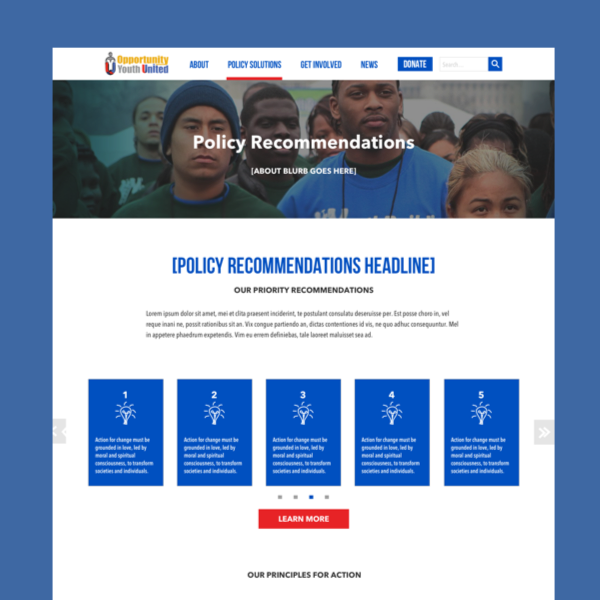 Opportunity
Youth United
ABOUT
POLICY SOLUTIONS
GET INVOLVED
NEWS
DONATE
Search...
Policy Recommendations
[ABOUT BLURB GOES HERE]
[POLICY RECOMMENDATIONS HEADLINE]
OUR PRIORITY RECOMMENDATIONS
Lorem ipsum dolor sit amet, mei et clita praesent inciderint, te postulant consulatu deseruisse per. Est posse choro in, vel
reque inani ne, possit rationibus sit an. Vix congue partiendo an, dictas contentiones id vis, ne quo adhuc consequuntur. Mel
in appetere phaedrum expetendis. Vim eu errem definiebas, tale laoreet maluisset sea ad.
1
Action for change must be
grounded in love, led by
moral and spiritual
consciousness, to transform
societies and individuals.
2
Action for change must be
grounded in love, led by
moral and spiritual
consciousness, to transform
societies and individuals.
3
Action for change must be
grounded in love, led by
moral and spiritual
consciousness, to transform
societies and individuals.
4
Action for change must be
grounded in love, led by
moral and spiritual
consciousness, to transform
societies and individuals.
5
Action for change must be
grounded in love, led by
moral and spiritual
consciousness, to transform
societies and individuals.
LEARN MORE
OUR PRINCIPLES FOR ACTION